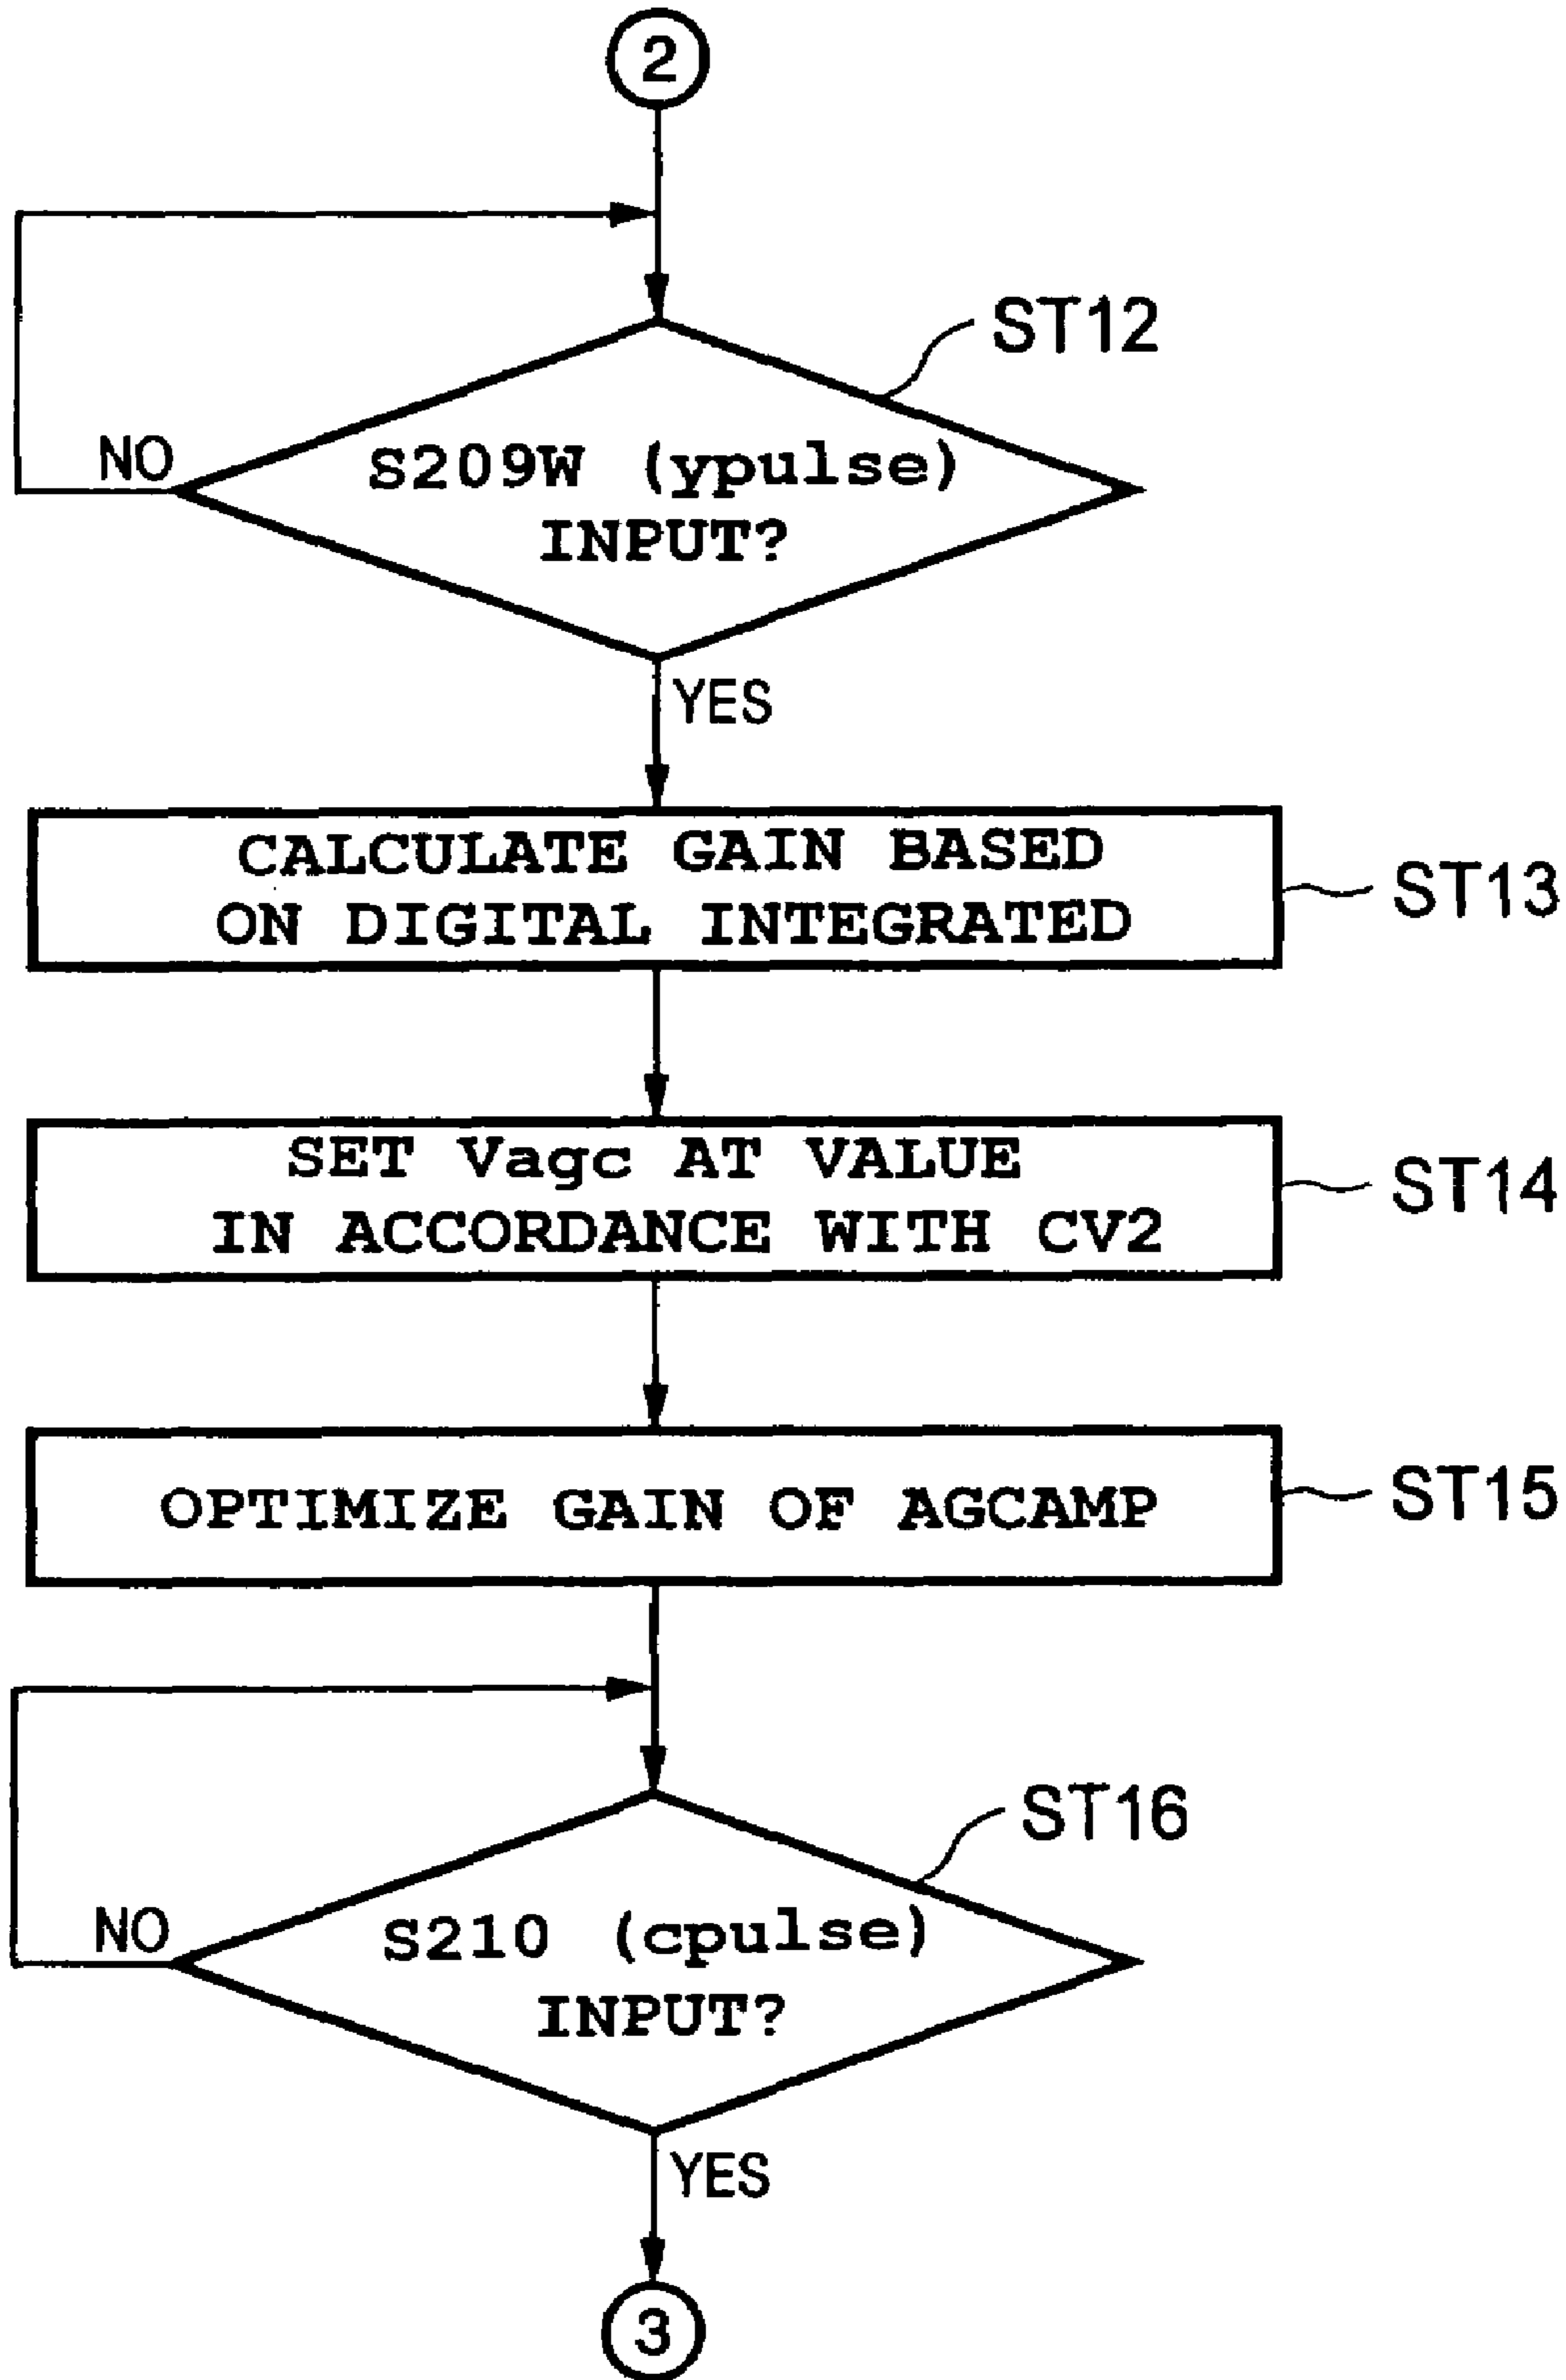 2
ST12
NO
S209W (ypulse)
INPUT?
YES
CALCULATE GAIN BASED
ON DIGITAL INTEGRATED
ST13
SET Vagc AT VALUE
IN ACCORDANCE WITH CV2
ST14
OPTIMIZE GAIN OF AGCAMP
ST15
ST16
NO
S210 (cpulse)
INPUT?
YES
3